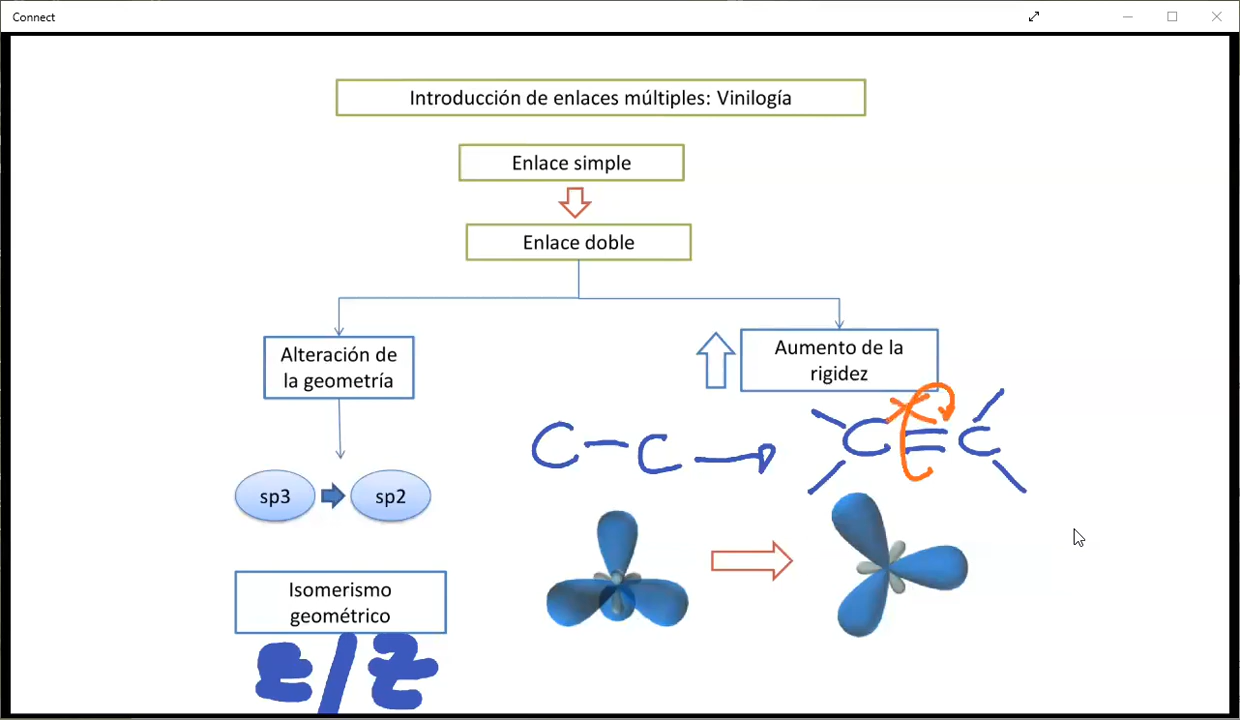 Connect
Introducción de enlaces múltiples: Vinilogía
Enlace simple
Enlace doble
Alteración de
la geometría
Aumento de la
rigidez
C-C
C=C
sp3
sp2
Isomerismo
geométrico
E/Z